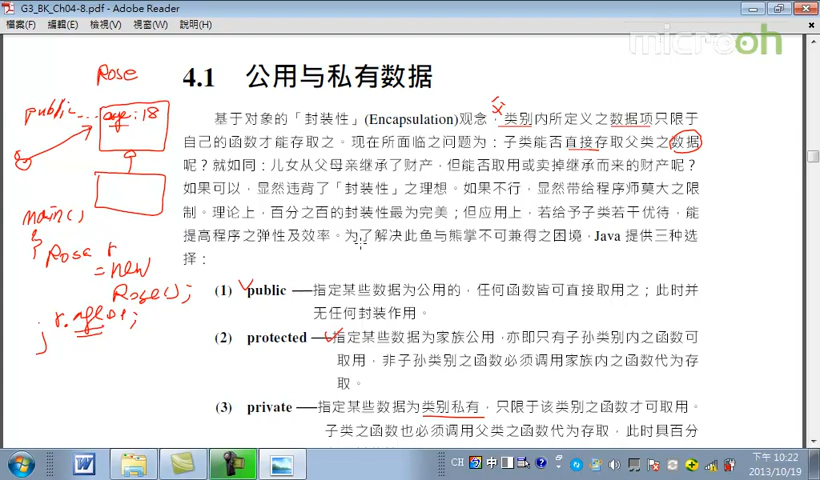 G3_BK_Ch04-8.pdf - Adobe Reader
檔案(F) 編輯(E) 檢視(V) 視窗(W) 說明(H)
microoh
Rose
public
age: 18
4.1 公用与私有数据
父
基于对象的「封装性」(Encapsulation)观念，类别内所定义之数据项只限于
自己的函数才能存取之。现在所面临之问题为：子类能否直接存取父类之数据
呢？就如同：儿女从父母亲继承了财产，但能否取用或卖掉继承而来的财产呢？
如果可以，显然违背了「封装性」之理想。如果不行，显然带给程序师莫大之限
制。理论上，百分之百的封装性最为完美；但应用上，若给予子类若干优待，能
提高程序之弹性及效率。为了解决此鱼与熊掌不可兼得之困境，Java 提供三种选
择：
main()
{
Rose r
= new
Rose();
(1) public ──指定某些数据为公用的，任何函数皆可直接取用之；此时并
无任何封装作用。
(2) protected ──指定某些数据为家族公用，亦即只有子孙类别内之函数可
取用，非子孙类别之函数必须调用家族内之函数代为存
取。
(3) private ──指定某些数据为类别私有，只限于该类别之函数才可取用。
子类之函数也必须调用父类之函数代为存取，此时具百分
CH 中
下午 10:22
2013/10/19